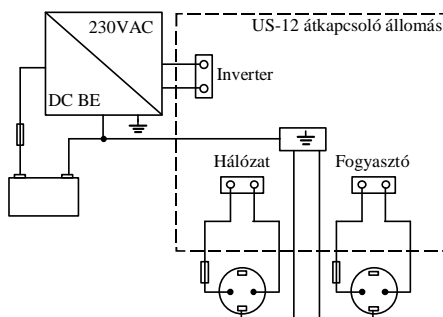 230VAC
US-12 átkapcsoló állomás
Inverter
DC BE
Hálózat
Fogyasztó